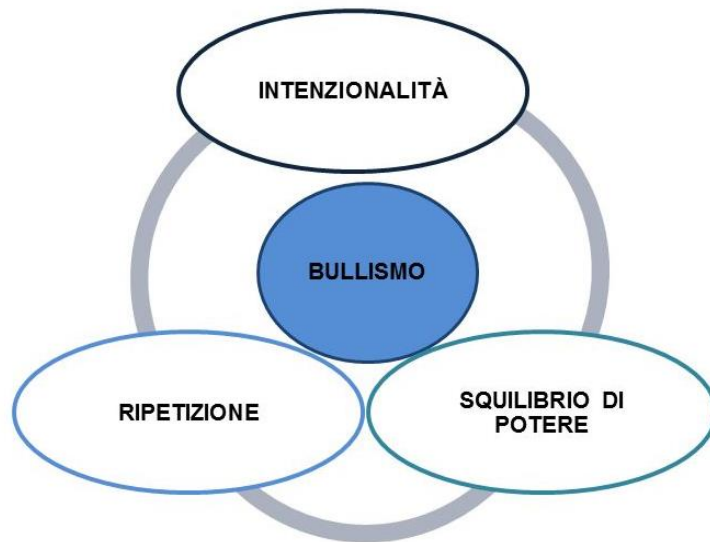 INTENZIONALITÀ
BULLISMO
RIPETIZIONE
SQUILIBRIO DI
POTERE